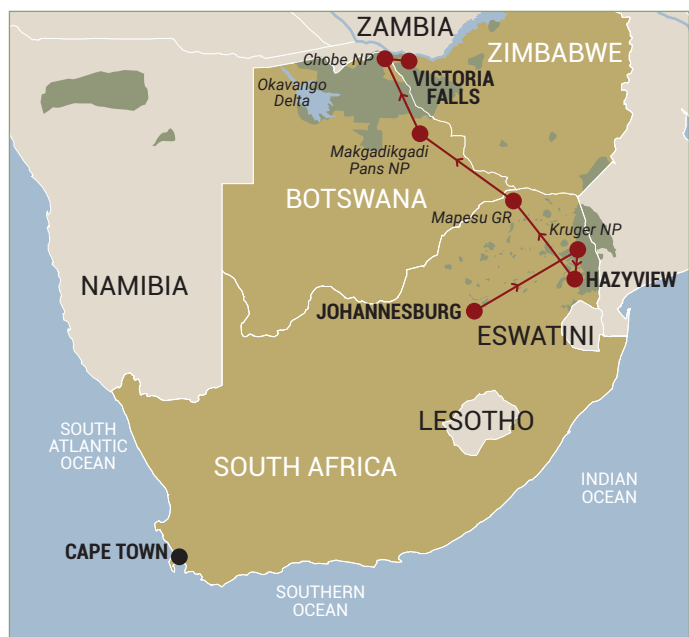 ZAMBIA
Chobe NP
ZIMBABWE
VICTORIA
FALLS
Okavango
Delta
Makgadikgadi
Pans NP
BOTSWANA
Mapesu GR
Kruger NP
NAMIBIA
HAZYVIEW
JOHANNESBURG
ESWATINI
LESOTHO
SOUTH
ATLANTIC
OCEAN
SOUTH AFRICA
INDIAN
OCEAN
CAPE TOWN
SOUTHERN
OCEAN